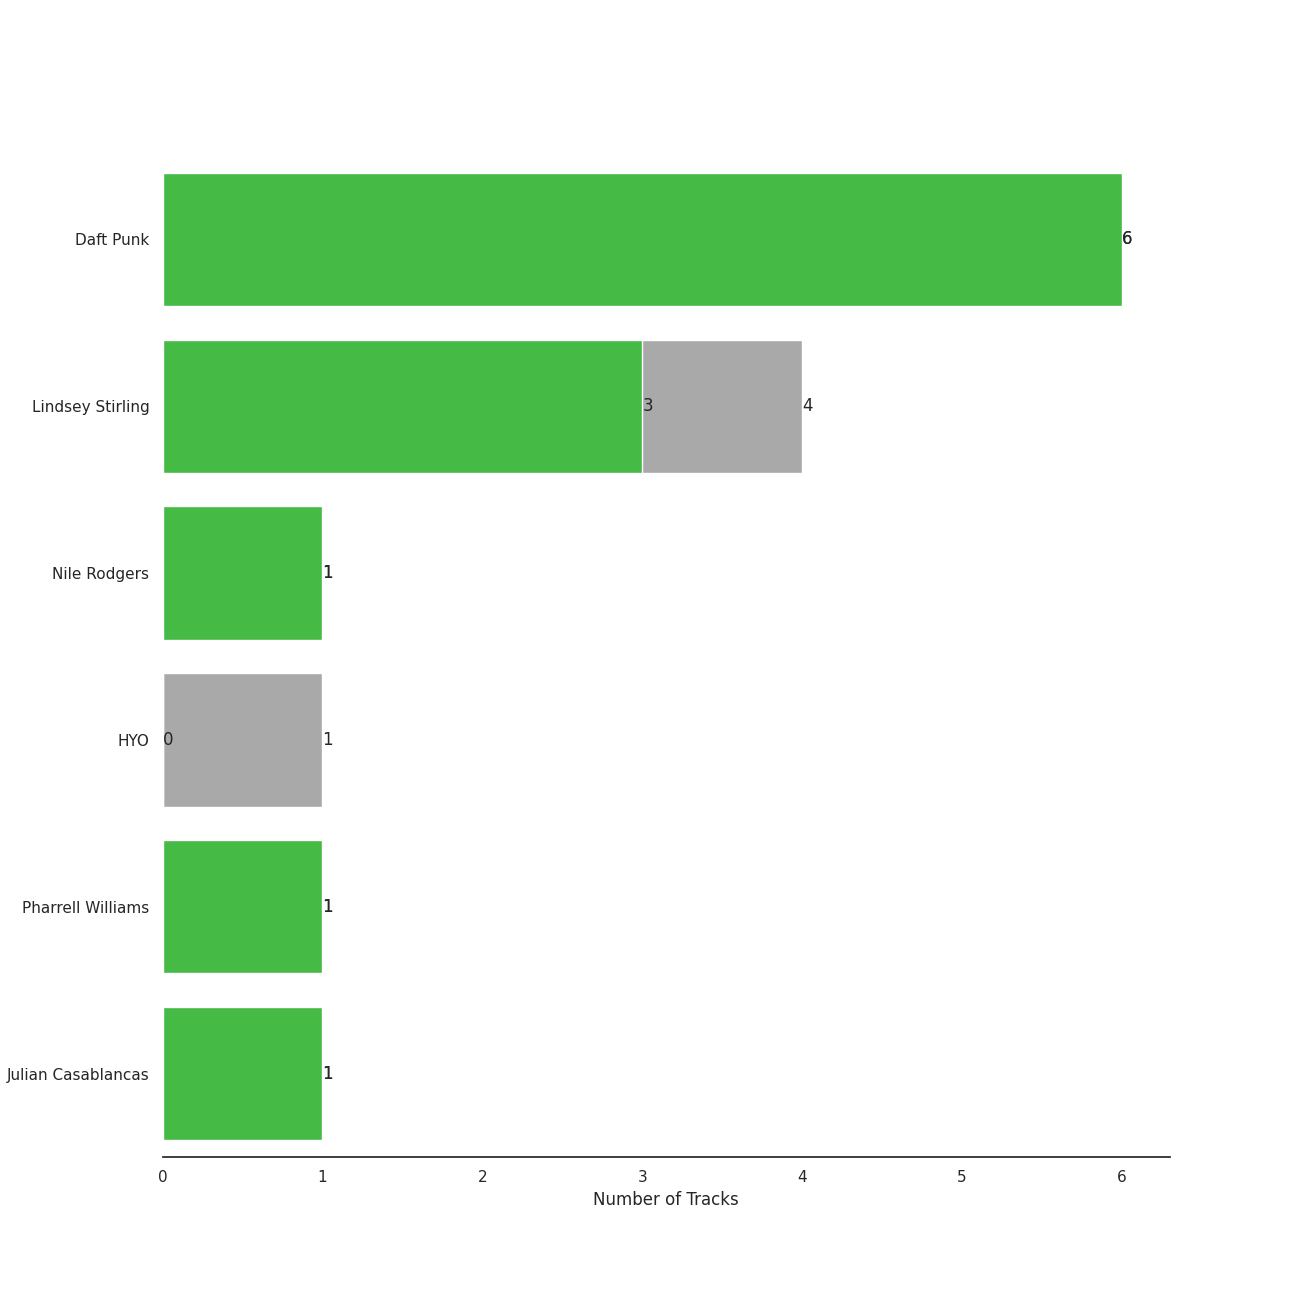 Daft Punk 6
Lindsey Stirling 3 4
Nile Rodgers 1
HYO 0 1
Pharrell Williams 1
Julian Casablancas 1
0 1 2 3 4 5 6
Number of Tracks